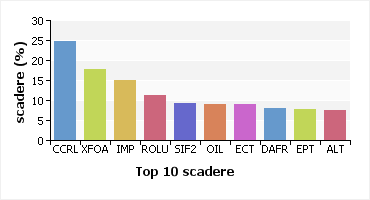 scadere (%)
30
25
20
15
10
5
0
CCRL XFOA IMP ROLU SIF2 OIL ECT DAFR EPT ALT
Top 10 scadere